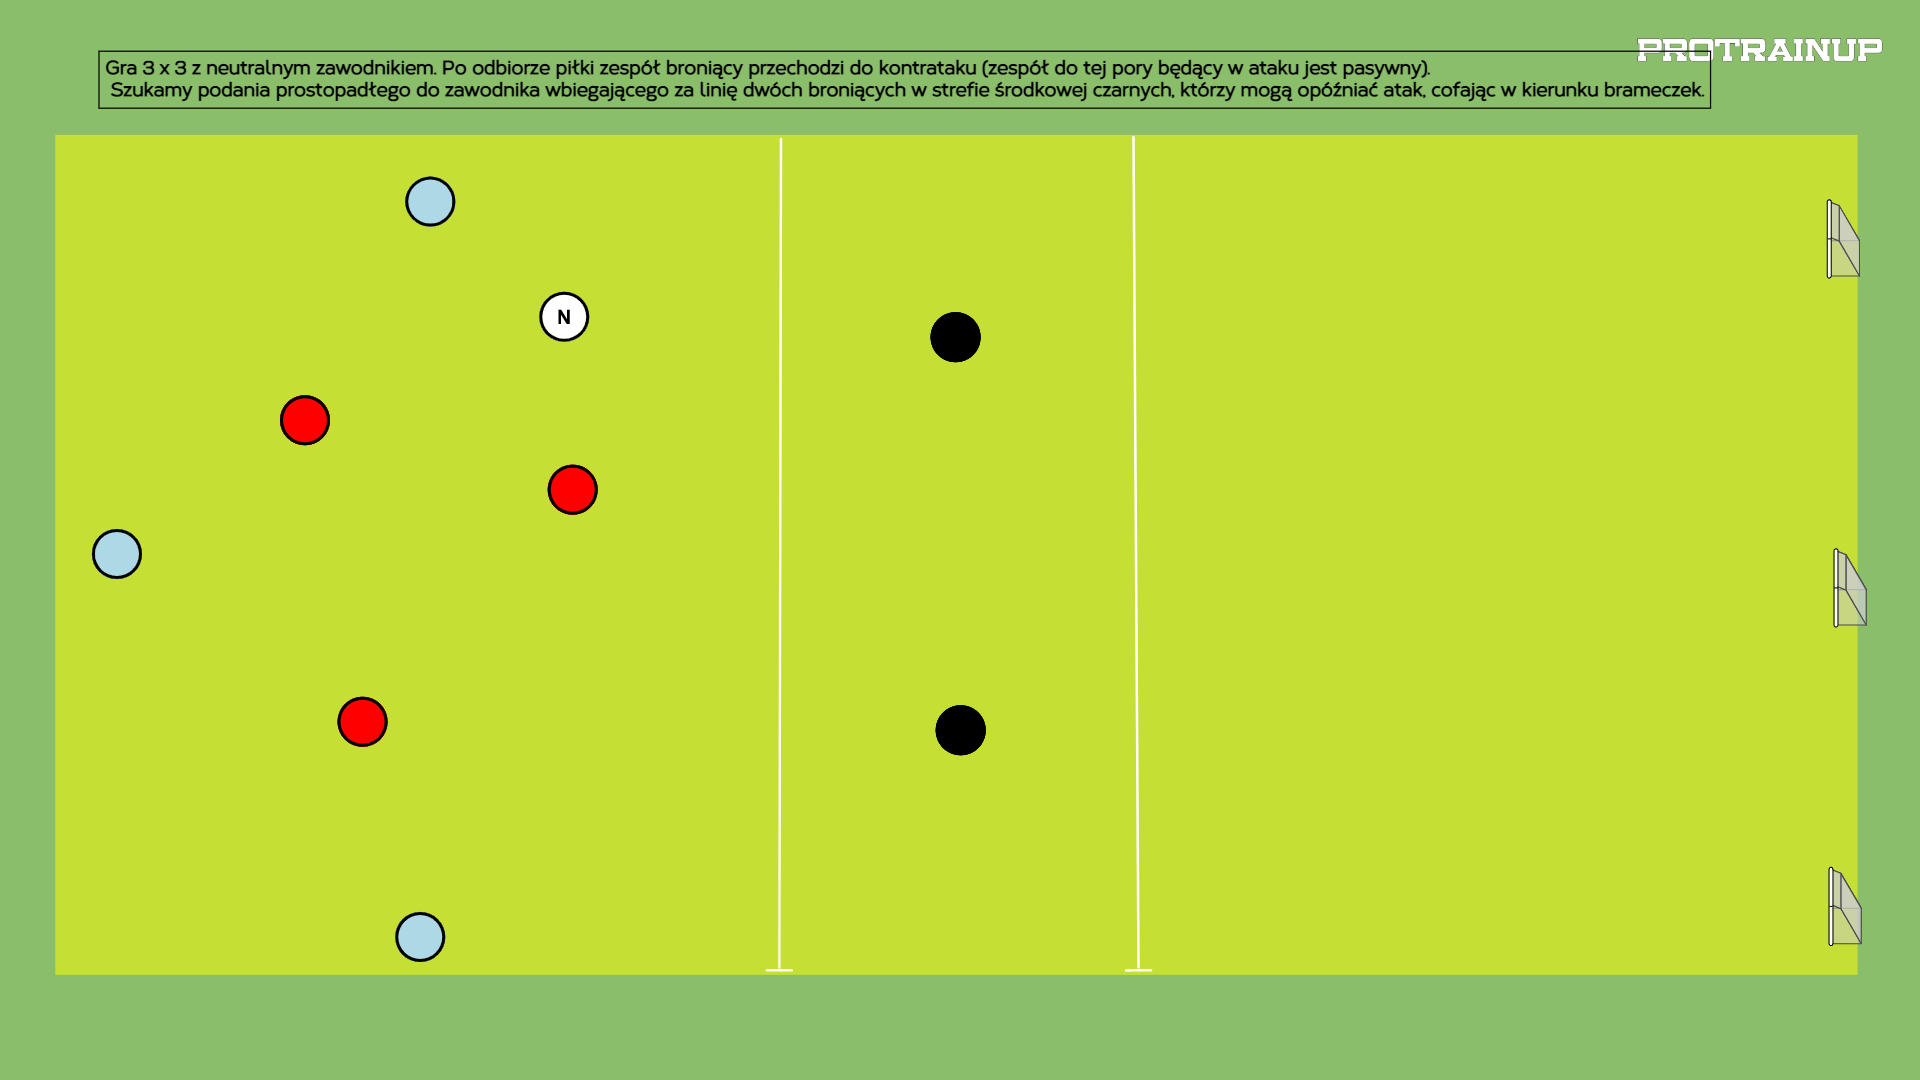 PROTRAINUP
Gra 3 x 3 z neutralnym zawodnikiem. Po odbiorze piłki zespół broniący przechodzi do kontrataku (zespół do tej pory będący w ataku jest pasywny).
Szukamy podania prostopadłego do zawodnika wbiegającego za linię dwóch broniących w strefie środkowej czarnych, którzy mogą opóźniać atak, cofając w kierunku brameczek.
N